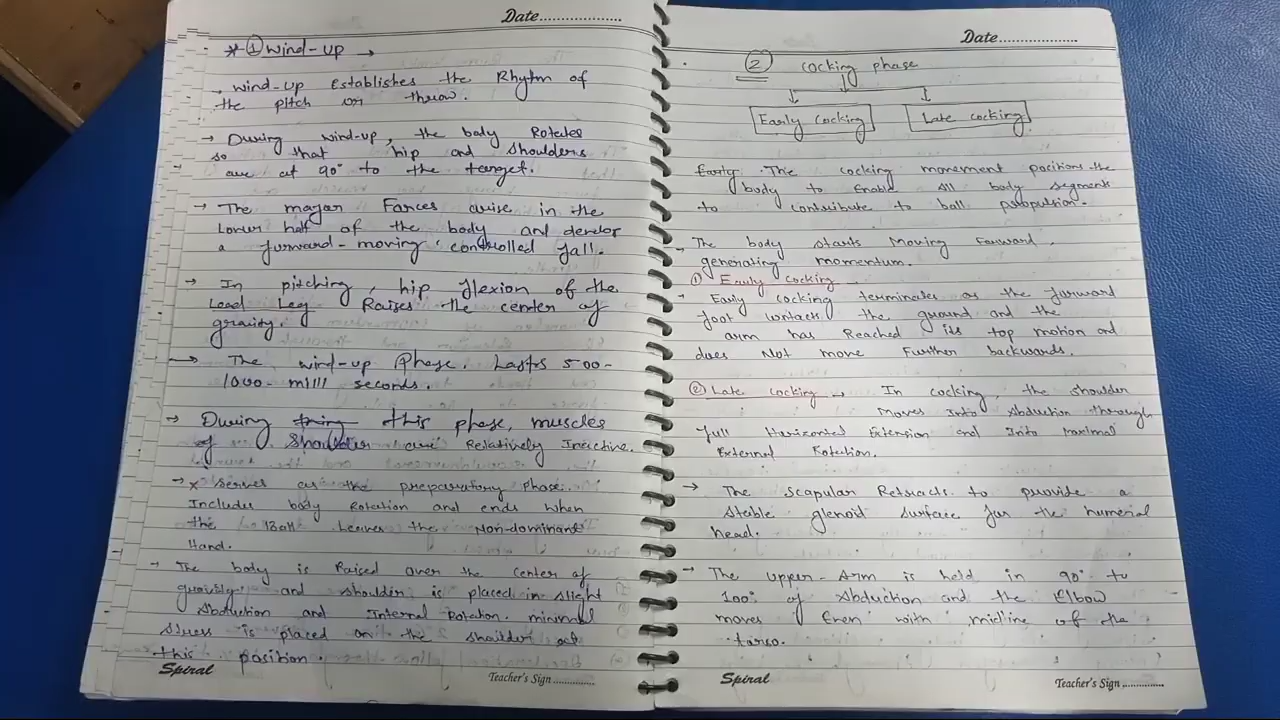 Date....................
* ① Wind-up →
→ Wind-up Establishes the Rhytm of
the pitch or throw.
→ During wind-up, the body Rotates
so that hip and shoulders
are at 90° to the target.
→ The major Forces arise in the
Lower half of the body and develop
a forward-moving controlled fall.
→ In pitching, hip flexion of the
Lead Leg Raises the center of
gravity.
→ The wind-up Phase. Lasts 500-
1000-milli seconds.
→ During this phase, muscles
of Shoulder are Relatively Inactive.
→ * Serves as the preparatory Phase.
Includes body Rotation and ends when
the Ball Leaves the Non-dominant
Hand.
→ The body is Raised over the center of
gravity and shoulder is placed in slight
Abduction and Internal Rotation. minimal
stress is placed on the shoulder at
this position.
Spiral
Teacher's Sign..............
Date....................
② Cocking phase
Early Cocking Late Cocking
Early. The cocking movement positions the
body to Enable All body segment
to contribute to ball propulsion.
→ The body starts Moving Forward,
generating momentum.
① Early cocking
→ Early cocking terminates as the forward
foot contacts the ground and the
arm has Reached its top motion and
does Not move Further backwards.
② Late cocking → In cocking, the shoulder
Moves Into Abduction through
full Horizontal Extension and Into maximal
External Rotation.
→ The scapular Retracts to provide a
stable glenoid surface for the humeral
head.
→ The upper-Arm is held in 90° to
100° of Abduction and the Elbow
moves Even with midline of the
torso.
Spiral
Teacher's Sign..............